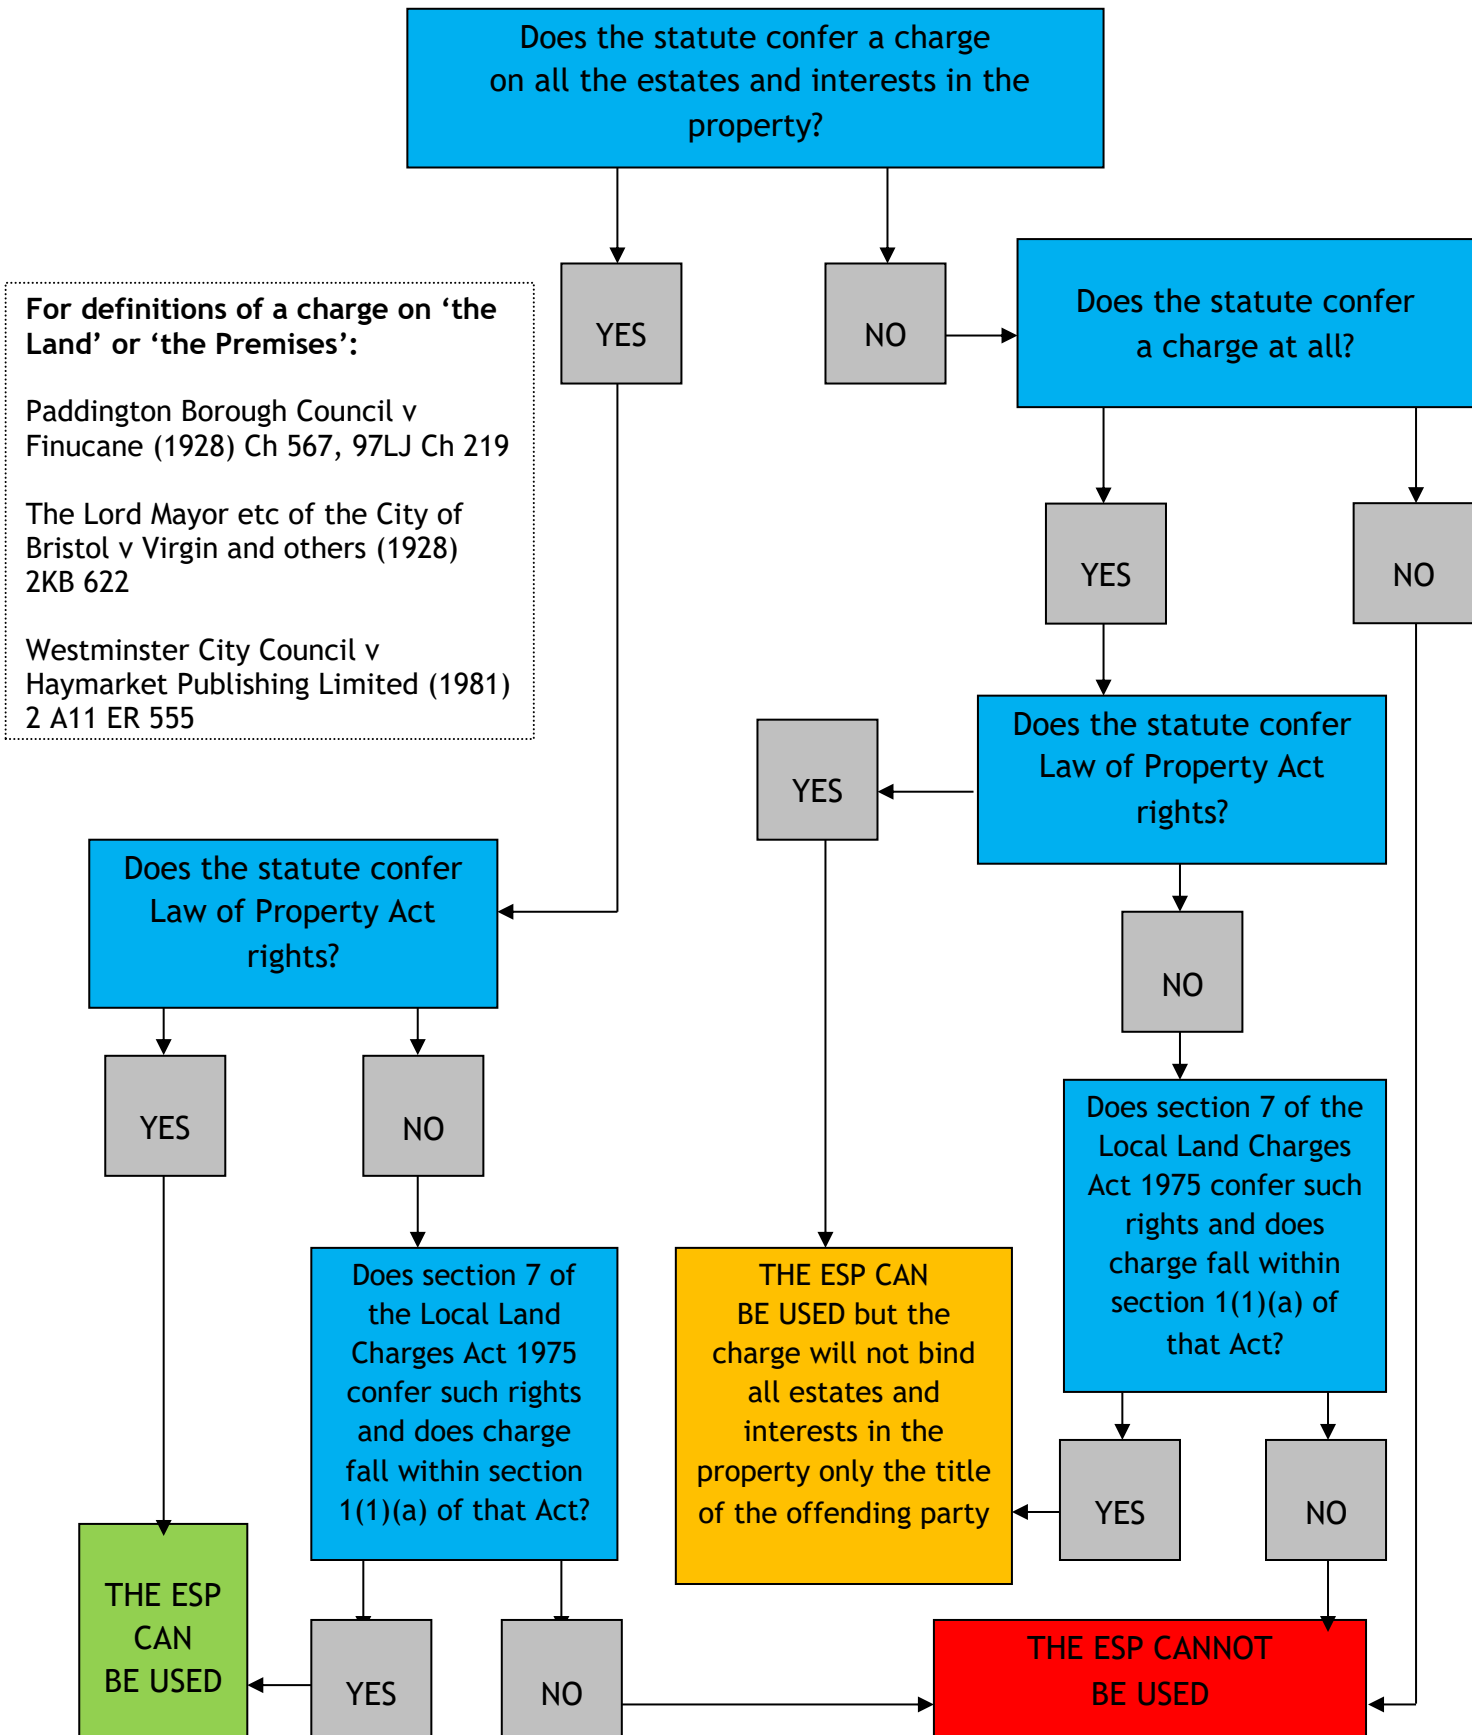 Does the statute confer a charge
on all the estates and interests in the
property?
For definitions of a charge on ‘the
Land’ or ‘the Premises’:
Paddington Borough Council v
Finucane (1928) Ch 567, 97LJ Ch 219
The Lord Mayor etc of the City of
Bristol v Virgin and others (1928)
2KB 622
Westminster City Council v
Haymarket Publishing Limited (1981)
2 A11 ER 555
YES
NO
Does the statute confer
a charge at all?
YES
NO
Does the statute confer
Law of Property Act
rights?
YES
Does the statute confer
Law of Property Act
rights?
NO
YES
NO
Does section 7 of the
Local Land Charges
Act 1975 confer such
rights and does
charge fall within
section 1(1)(a) of
that Act?
Does section 7 of
the Local Land
Charges Act 1975
confer such rights
and does charge
fall within section
1(1)(a) of that Act?
THE ESP CAN
BE USED but the
charge will not bind
all estates and
interests in the
property only the title
of the offending party
YES
NO
THE ESP
CAN
BE USED
YES
NO
THE ESP CANNOT
BE USED